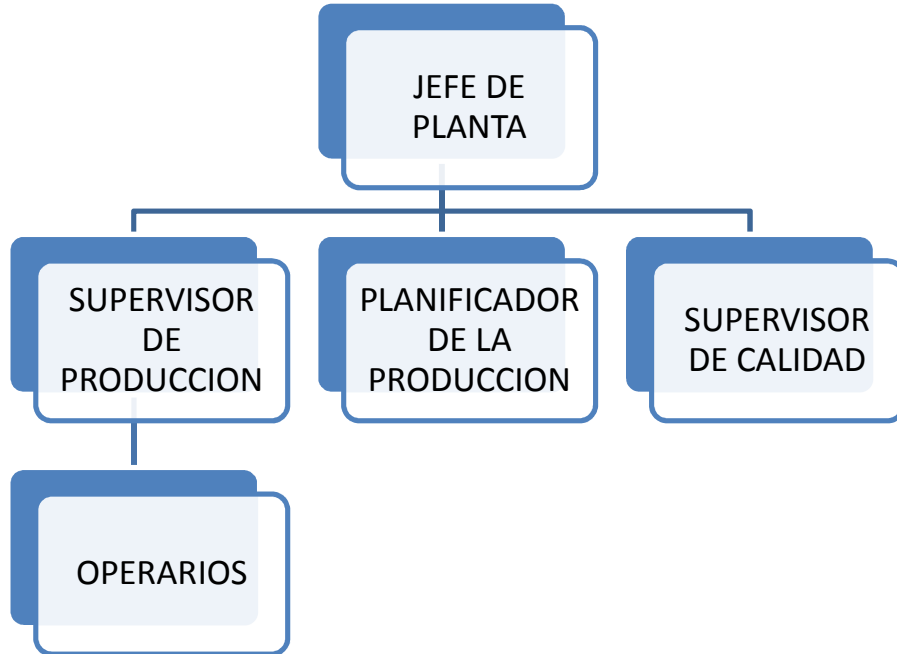 JEFE DE
PLANTA
SUPERVISOR
DE
PRODUCCION
PLANIFICADOR
DE LA
PRODUCCION
SUPERVISOR
DE CALIDAD
OPERARIOS